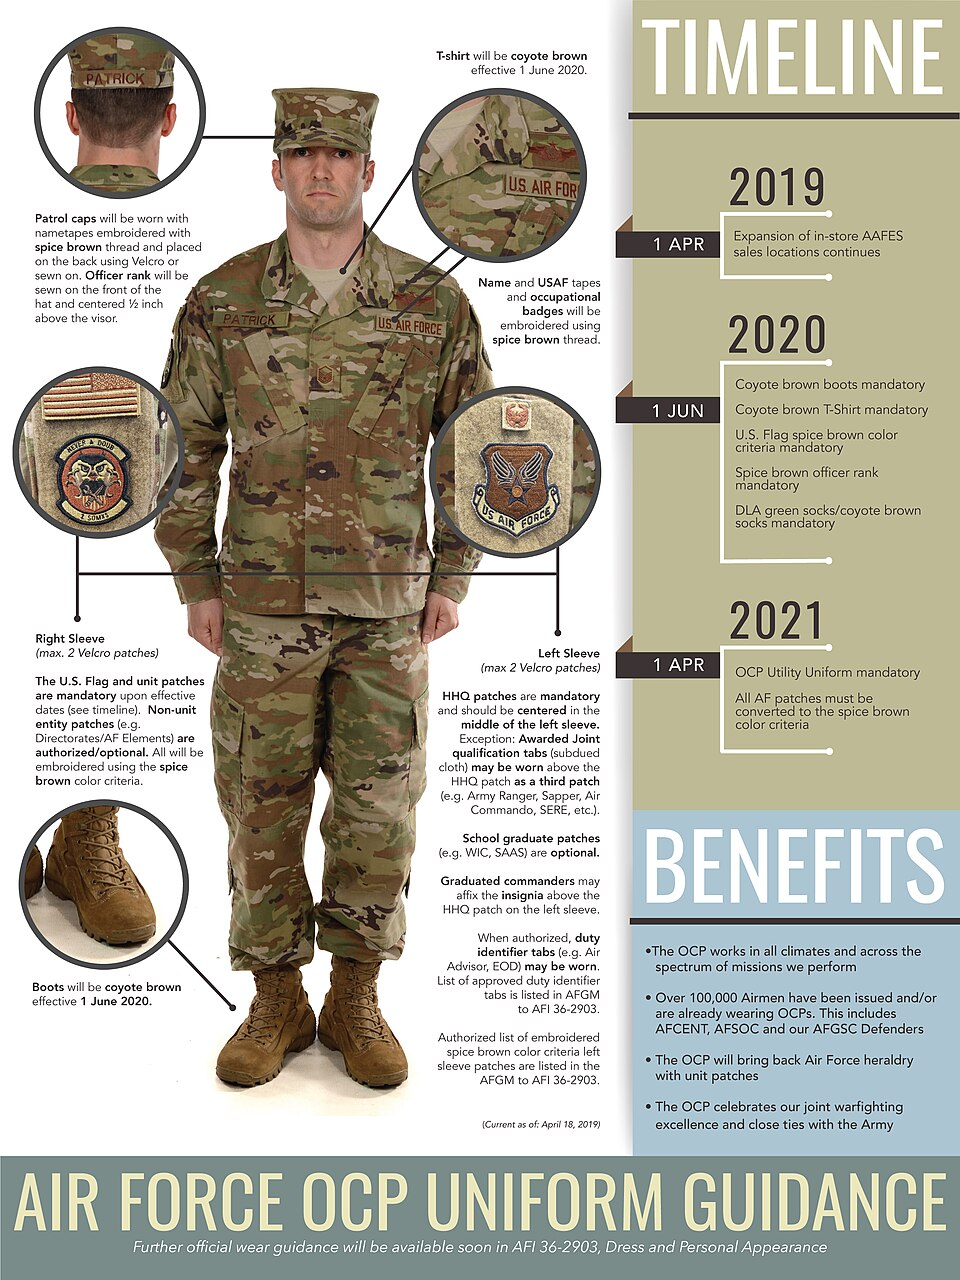 PATRICK
T-shirt will be coyote brown
effective 1 June 2020.
U.S. AIR FOR
Patrol caps will be worn with
nametapes embroidered with
spice brown thread and placed
on the back using Velcro or
sewn on. Officer rank will be
sewn on the front of the
hat and centered ½ inch
above the visor.
Name and USAF tapes
and occupational
badges will be
embroidered using
spice brown thread.
PATRICK
U.S. AIR FORCE
U.S. AIR FORCE
Right Sleeve
(max. 2 Velcro patches)
The U.S. Flag and unit patches
are mandatory upon effective
dates (see timeline). Non-unit
entity patches (e.g.
Directorates/AF Elements) are
authorized/optional. All will be
embroidered using the spice
brown color criteria.
Boots will be coyote brown
effective 1 June 2020.
Left Sleeve
(max 2 Velcro patches)
HHQ patches are mandatory
and should be centered in the
middle of the left sleeve.
Exception: Awarded Joint
qualification tabs (subdued
cloth) may be worn above the
HHQ patch as a third patch
(e.g. Army Ranger, Sapper, Air
Commando, SERE, etc.).
School graduate patches
(e.g. WIC, SAAS) are optional.
Graduated commanders may
affix the insignia above the
HHQ patch on the left sleeve.
When authorized, duty
identifier tabs (e.g. Air
Advisor, EOD) may be worn.
List of approved duty identifier
tabs is listed in AFGM
to AFI 36-2903.
Authorized list of embroidered
spice brown color criteria left
sleeve patches are listed in the
AFGM to AFI 36-2903.
(Current as of: April 18, 2019)
TIMELINE
2019
1 APR
Expansion of in-store AAFES
sales locations continues
2020
1 JUN
Coyote brown boots mandatory
Coyote brown T-Shirt mandatory
U.S. Flag spice brown color
criteria mandatory
Spice brown officer rank
mandatory
DLA green socks/coyote brown
socks mandatory
2021
1 APR
OCP Utility Uniform mandatory
All AF patches must be
converted to the spice brown
color criteria
BENEFITS
•The OCP works in all climates and across the
spectrum of missions we perform
• Over 100,000 Airmen have been issued and/or
are already wearing OCPs. This includes
AFCENT, AFSOC and our AFGSC Defenders
• The OCP will bring back Air Force heraldry
with unit patches
• The OCP celebrates our joint warfighting
excellence and close ties with the Army
AIR FORCE OCP UNIFORM GUIDANCE
Further official wear guidance will be available soon in AFI 36-2903, Dress and Personal Appearance